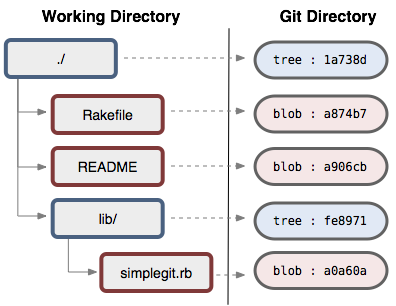 Working Directory
Git Directory
./
tree : 1a738d
Rakefile
blob : a874b7
README
blob : a906cb
lib/
tree : fe8971
simplegit.rb
blob : a0a60a